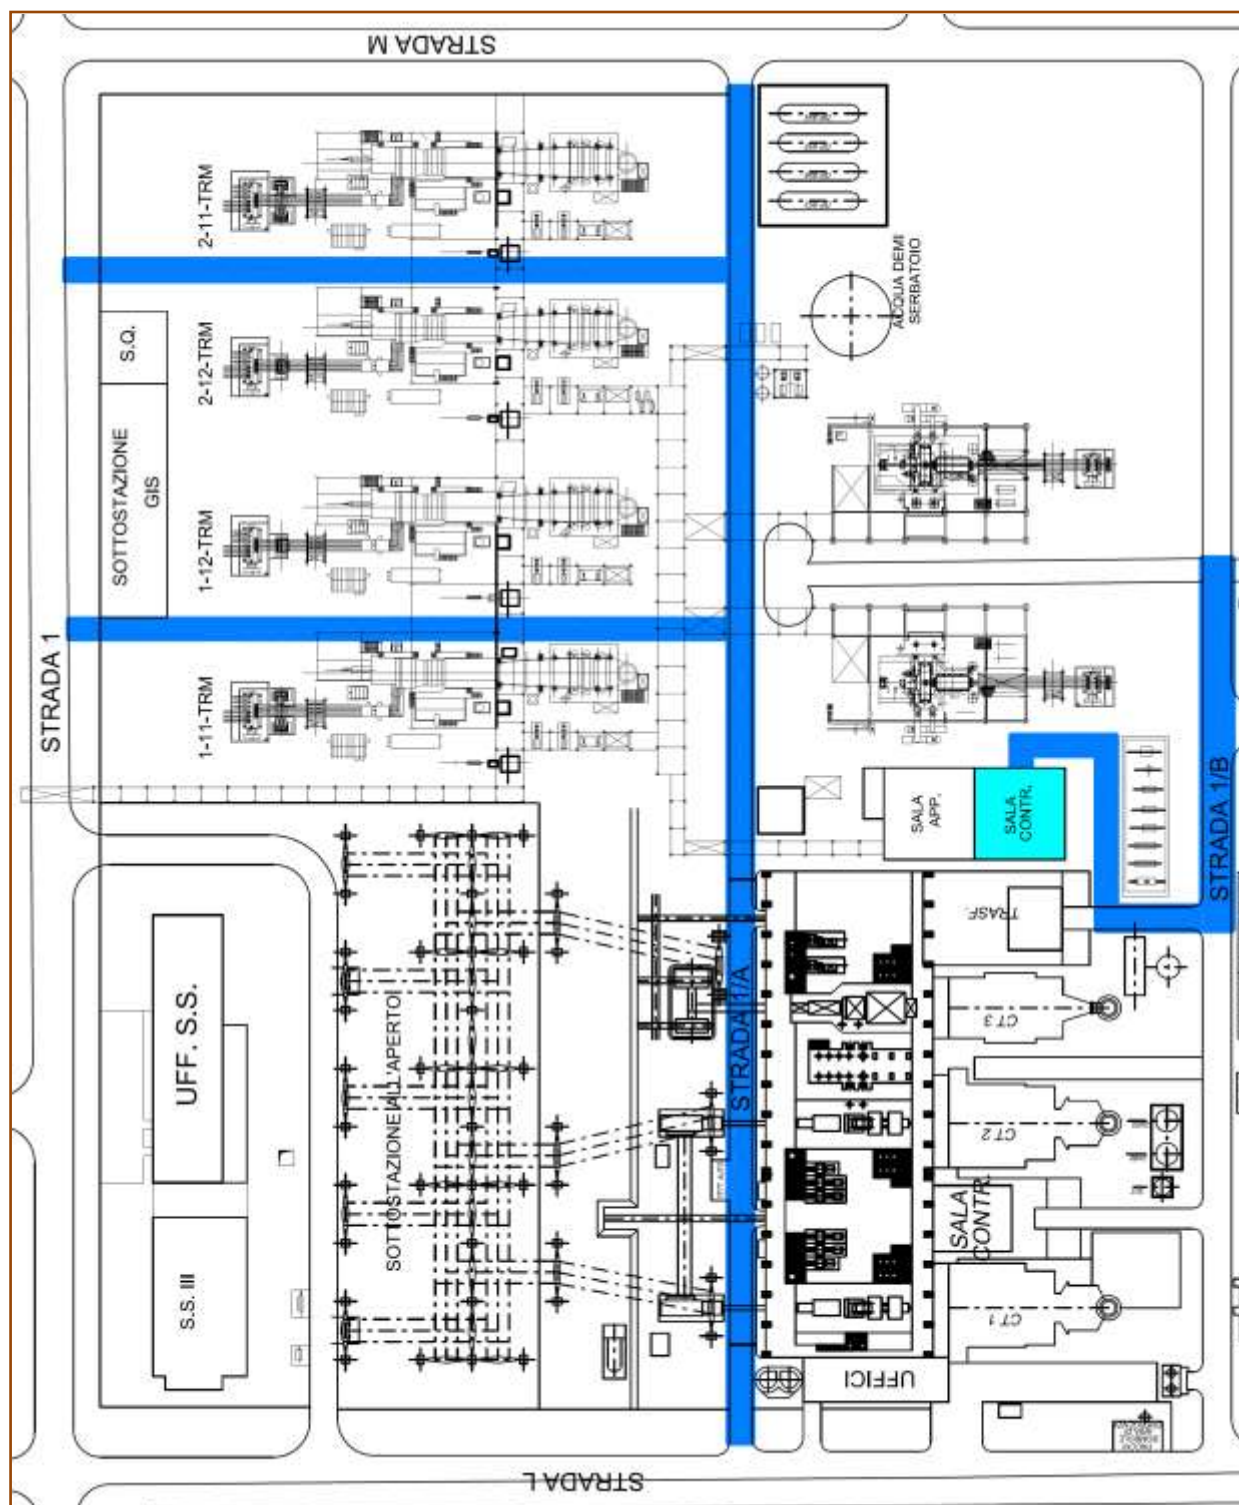 STRADA M
2-11-TRM
ACQUA DEMI
SERBATOIO
S.Q.
2-12-TRM
SOTTOSTAZIONE
GIS
1-12-TRM
STRADA 1
1-11-TRM
SALA
APP.
SALA
CONTR.
STRADA 1/B
TRASF.
UFF. S.S.
SOTTOSTAZIONE ALL'APERTO
STRADA 1/A
CT 3
CT 2
SALA
CONTR.
S.S. III
CT 1
UFFICI
STRADA L